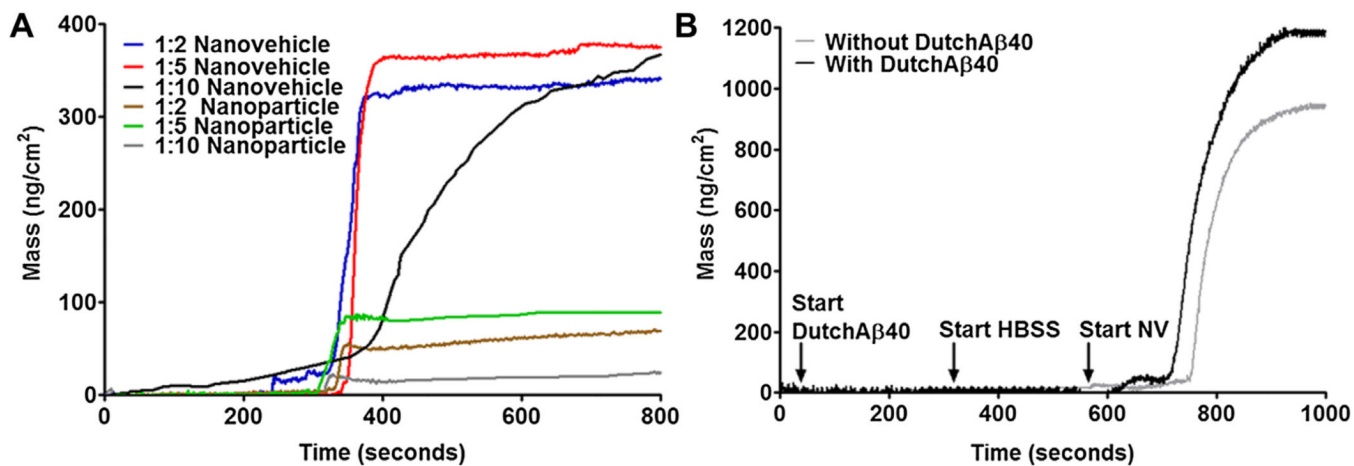 A
400
300
200
100
0
Mass (ng/cm²)
1:2 Nanovehicle
1:5 Nanovehicle
1:10 Nanovehicle
1:2 Nanoparticle
1:5 Nanoparticle
1:10 Nanoparticle
0 200 400 600 800
Time (seconds)
B
1200
1000
800
600
400
200
0
Mass (ng/cm²)
Without DutchAβ40
With DutchAβ40
Start
DutchAβ40
Start HBSS
Start NV
0 200 400 600 800 1000
Time (seconds)